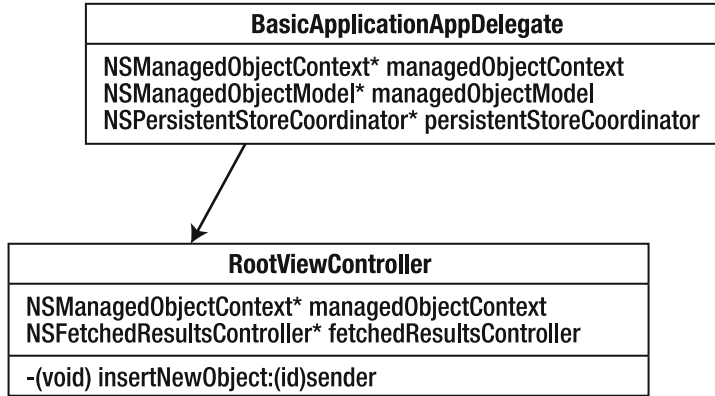 BasicApplicationAppDelegate
NSManagedObjectContext* managedObjectContext
NSManagedObjectModel* managedObjectModel
NSPersistentStoreCoordinator* persistentStoreCoordinator
RootViewController
NSManagedObjectContext* managedObjectContext
NSFetchedResultsController* fetchedResultsController
-(void) insertNewObject:(id)sender